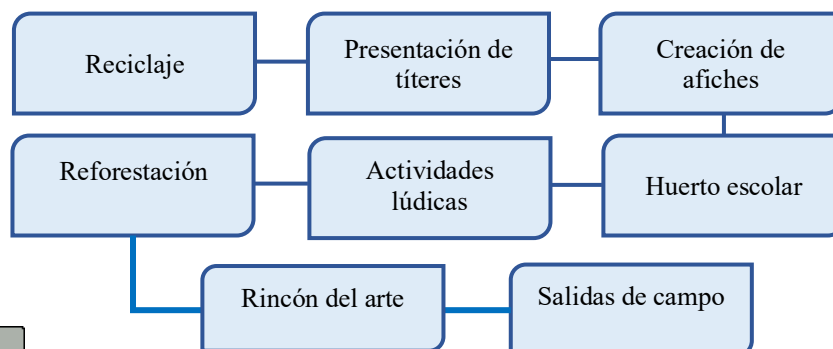 Reciclaje
Presentación de
títeres
Creación de
afiches
Reforestación
Actividades
lúdicas
Huerto escolar
Rincón del arte
Salidas de campo